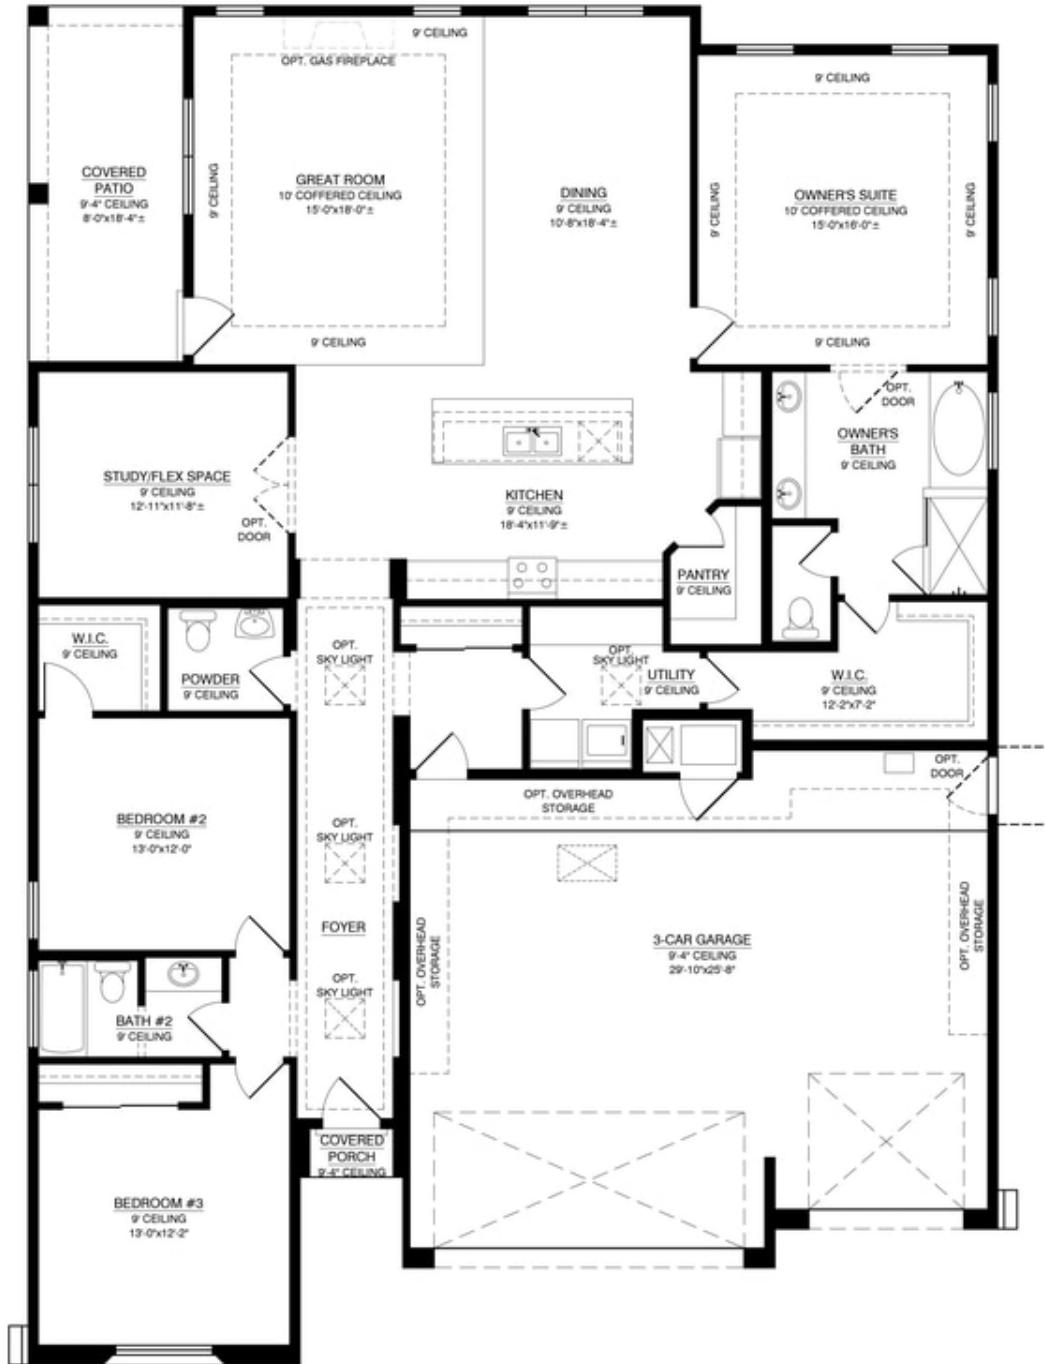 9' CEILING
OPT. GAS FIREPLACE
9' CEILING
COVERED
PATIO
9'-4" CEILING
8'-0"x18'-4"±
9' CEILING
GREAT ROOM
10' COFFERED CEILING
15'-0"x18'-0"±
DINING
9' CEILING
10'-8"x18'-4"±
9' CEILING
OWNER'S SUITE
10' COFFERED CEILING
15'-0"x16'-0"±
9' CEILING
9' CEILING
9' CEILING
OPT.
DOOR
OWNER'S
BATH
9' CEILING
STUDY/FLEX SPACE
9' CEILING
12'-11"x11'-8"±
OPT.
DOOR
KITCHEN
9' CEILING
18'-4"x11'-9"±
PANTRY
9' CEILING
W.I.C.
9' CEILING
POWDER
9' CEILING
OPT.
SKY LIGHT
OPT.
SKY LIGHT
UTILITY
9' CEILING
W.I.C.
9' CEILING
12'-2"x7'-2"
OPT. OVERHEAD
STORAGE
OPT.
DOOR
BEDROOM #2
9' CEILING
13'-0"x12'-0"
OPT.
SKY LIGHT
FOYER
OPT. OVERHEAD
STORAGE
3-CAR GARAGE
9'-4" CEILING
29'-10"x25'-8"
OPT. OVERHEAD
STORAGE
OPT.
SKY LIGHT
BATH #2
9' CEILING
COVERED
PORCH
9'-4" CEILING
BEDROOM #3
9' CEILING
13'-0"x12'-2"